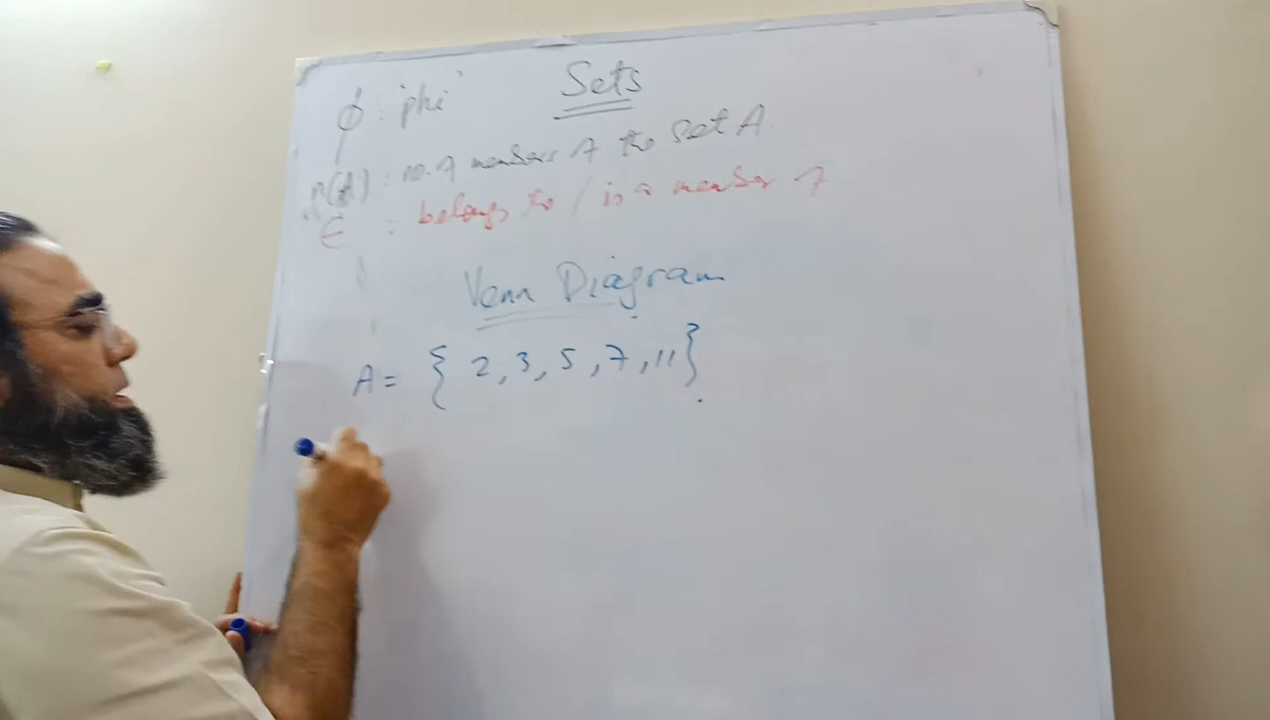 Sets
φ : 'phi'
n(A) : no. of members of the set A
"∈" : belongs to / is a member of
Venn Diagram
A = { 2, 3, 5, 7, 11 }